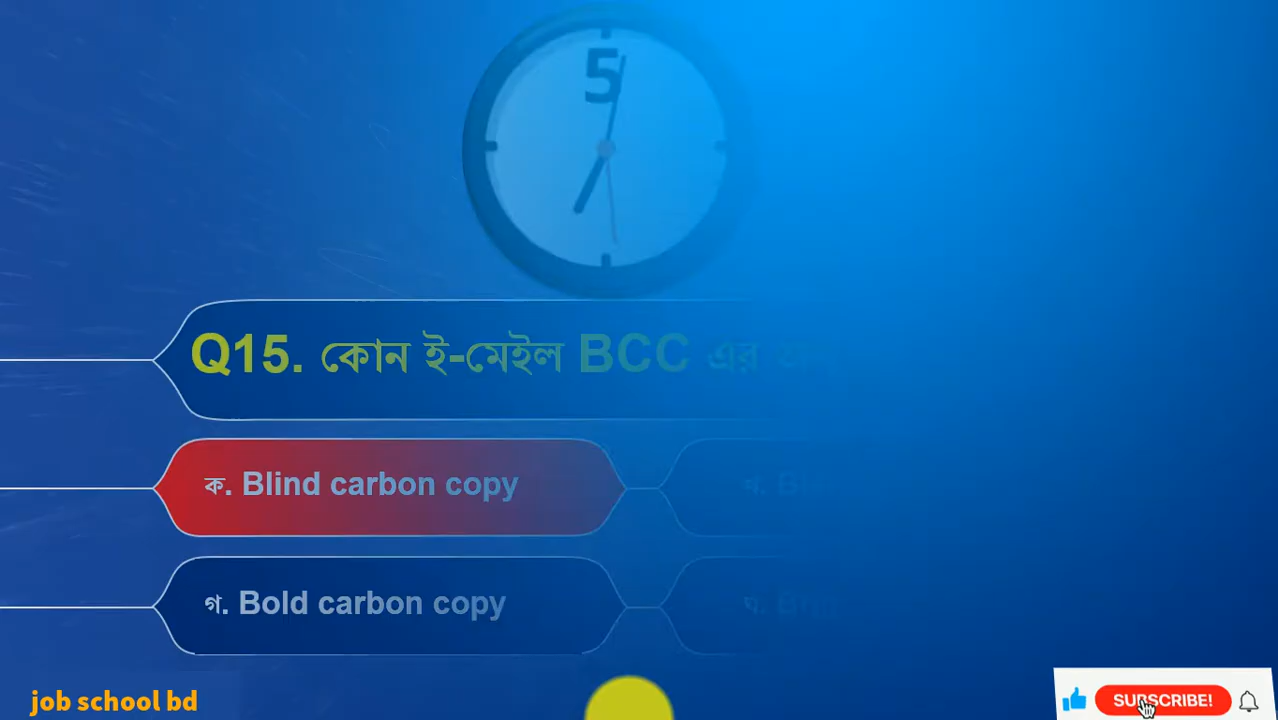 5
Q15. কোন ই-মেইল BCC এর
ক. Blind carbon copy
গ. Bold carbon copy
ঘ.
job school bd
SUBSCRIBE!